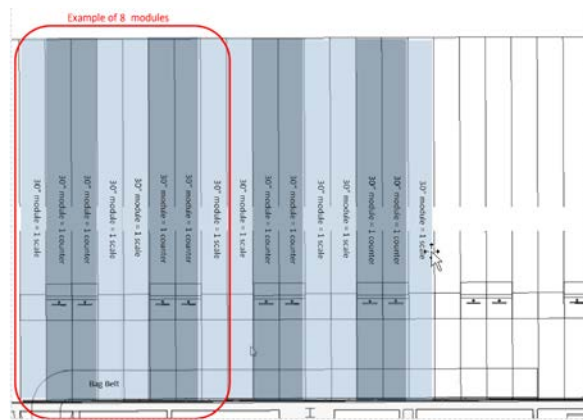 Example of 8 modules
30" module = 1 scale
30" module = 1 counter
30" module = 1 counter
30" module = 1 scale
30" module = 1 scale
30" module = 1 counter
30" module = 1 counter
30" module = 1 scale
30" module = 1 scale
30" module = 1 counter
30" module = 1 counter
30" module = 1 scale
30" module = 1 scale
30" module = 1 counter
30" module = 1 counter
30" module = 1 scale
Bag Belt